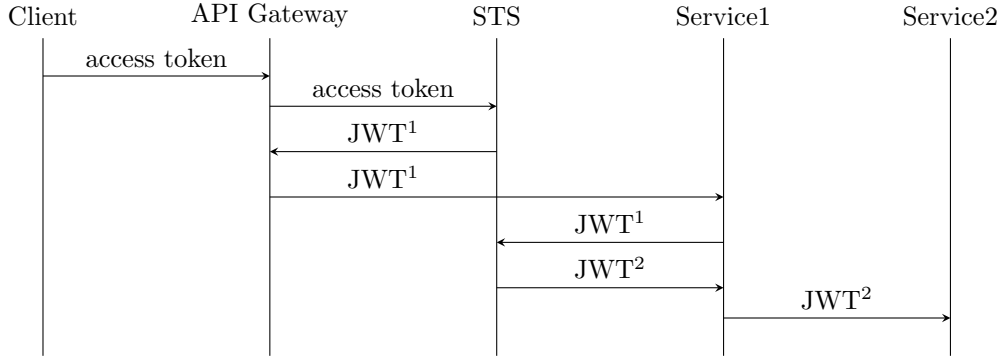 Client API Gateway STS Service1 Service2
access token
access token
JWT¹
JWT¹
JWT¹
JWT²
JWT²